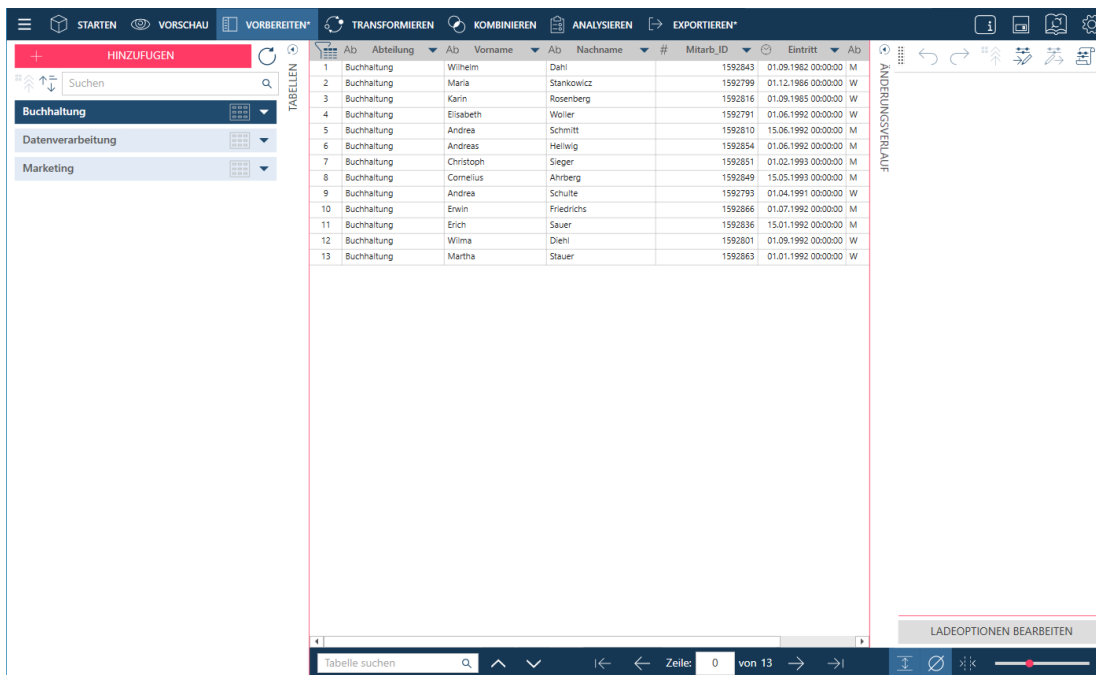 STARTEN VORSCHAU VORBEREITEN* TRANSFORMIEREN KOMBINIEREN ANALYSIEREN EXPORTIEREN*
HINZUFÜGEN
Suchen
Buchhaltung
Datenverarbeitung
Marketing
TABELLEN
Ab Abteilung Ab Vorname Ab Nachname # Mitarb_ID Eintritt Ab
1 Buchhaltung Wilhelm Dahl 1592843 01.09.1982 00:00:00 M
2 Buchhaltung Maria Stankowicz 1592799 01.12.1986 00:00:00 W
3 Buchhaltung Karin Rosenberg 1592816 01.09.1985 00:00:00 W
4 Buchhaltung Elisabeth Woller 1592791 01.06.1992 00:00:00 W
5 Buchhaltung Andrea Schmitt 1592810 15.06.1992 00:00:00 M
6 Buchhaltung Andreas Hellwig 1592854 01.06.1992 00:00:00 M
7 Buchhaltung Christoph Sieger 1592851 01.02.1993 00:00:00 M
8 Buchhaltung Cornelius Ahrberg 1592849 15.05.1993 00:00:00 M
9 Buchhaltung Andrea Schulte 1592793 01.04.1991 00:00:00 W
10 Buchhaltung Erwin Friedrichs 1592866 01.07.1992 00:00:00 M
11 Buchhaltung Erich Sauer 1592836 15.01.1992 00:00:00 M
12 Buchhaltung Wilma Diehl 1592801 01.09.1992 00:00:00 W
13 Buchhaltung Martha Stauer 1592863 01.01.1992 00:00:00 W
ÄNDERUNGSVERLAUF
LADEOPTIONEN BEARBEITEN
Tabelle suchen Zeile: 0 von 13